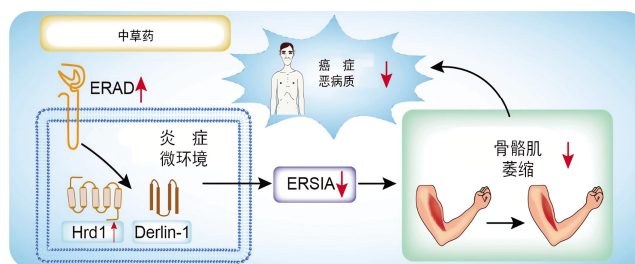 中草药
ERAD
癌 症
恶病质
炎 症
微环境
骨骼肌
萎缩
ERSIA
Hrd1
Derlin-1